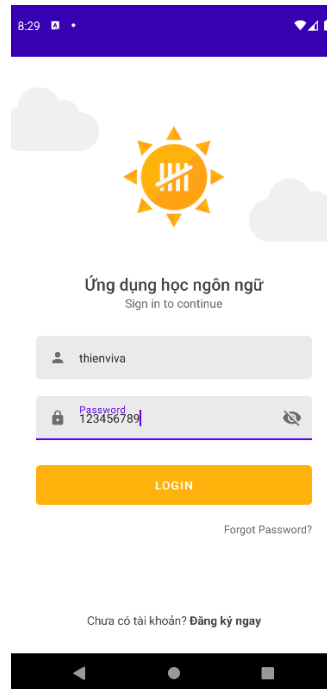 8:29
Ứng dụng học ngôn ngữ
Sign in to continue
thienviva
Password
123456789
LOGIN
Forgot Password?
Chưa có tài khoản? Đăng ký ngay